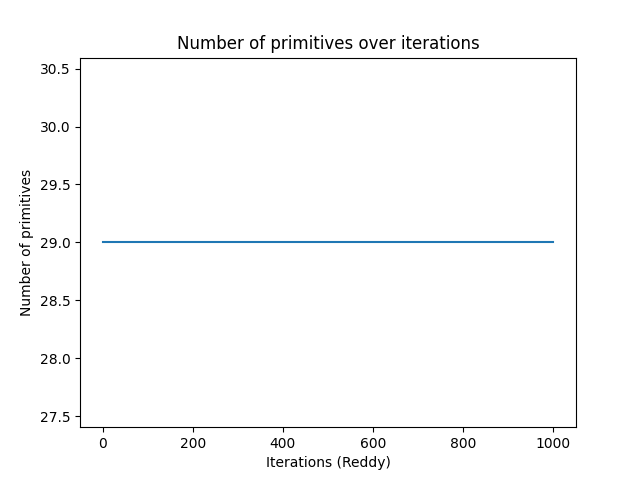 Number of primitives over iterations
30.5
30.0
29.5
29.0
28.5
28.0
27.5
Number of primitives
0 200 400 600 800 1000
Iterations (Reddy)